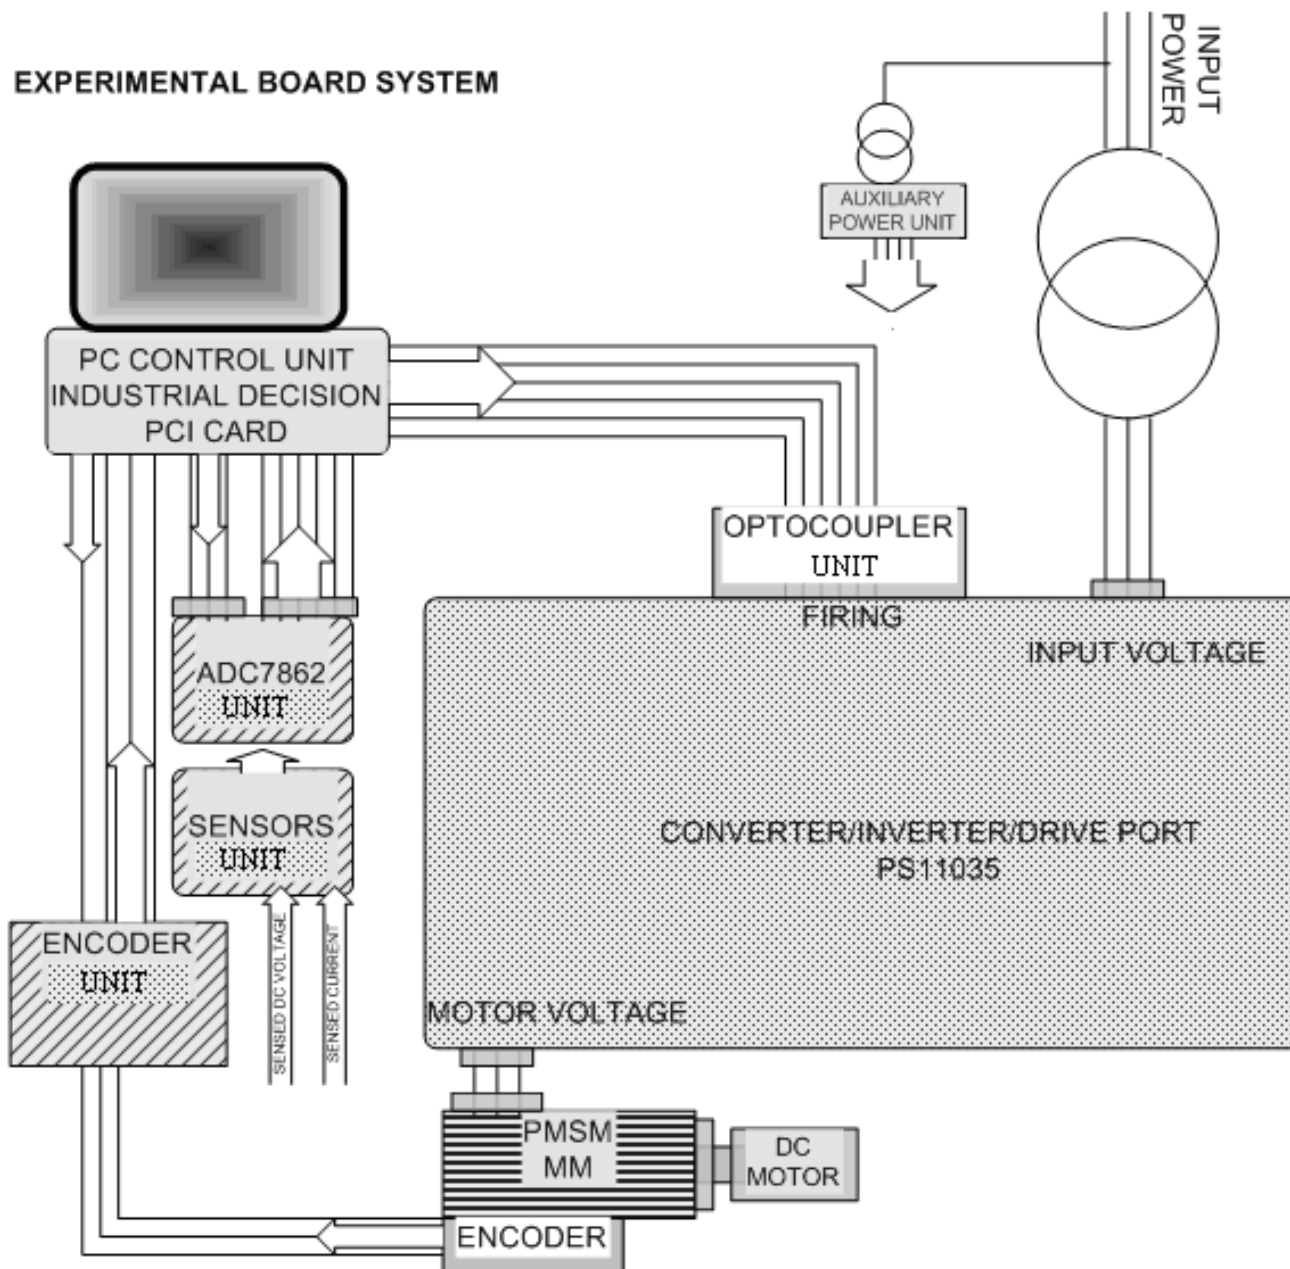 INPUT
POWER
EXPERIMENTAL BOARD SYSTEM
AUXILIARY
POWER UNIT
PC CONTROL UNIT
INDUSTRIAL DECISION
PCI CARD
OPTOCOUPLER
UNIT
FIRING
INPUT VOLTAGE
ADC7862
UNIT
SENSORS
UNIT
CONVERTER/INVERTER/DRIVE PORT
PS11035
SENSED DC VOLTAGE
SENSED CURRENT
ENCODER
UNIT
MOTOR VOLTAGE
PMSM
MM
DC
MOTOR
ENCODER